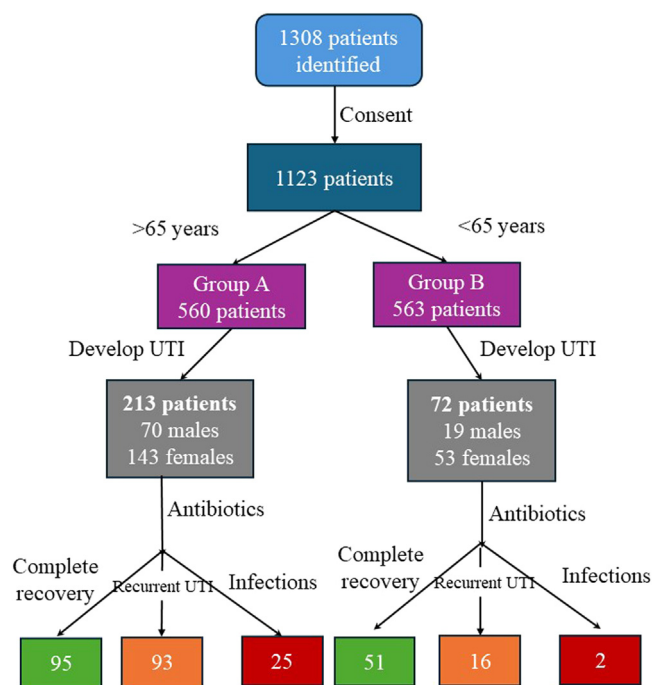 1308 patients
identified
Consent
1123 patients
>65 years
<65 years
Group A
560 patients
Group B
563 patients
Develop UTI
Develop UTI
213 patients
70 males
143 females
72 patients
19 males
53 females
Antibiotics
Antibiotics
Complete
recovery
Recurrent UTI
Infections
Complete
recovery
Recurrent UTI
Infections
95
93
25
51
16
2